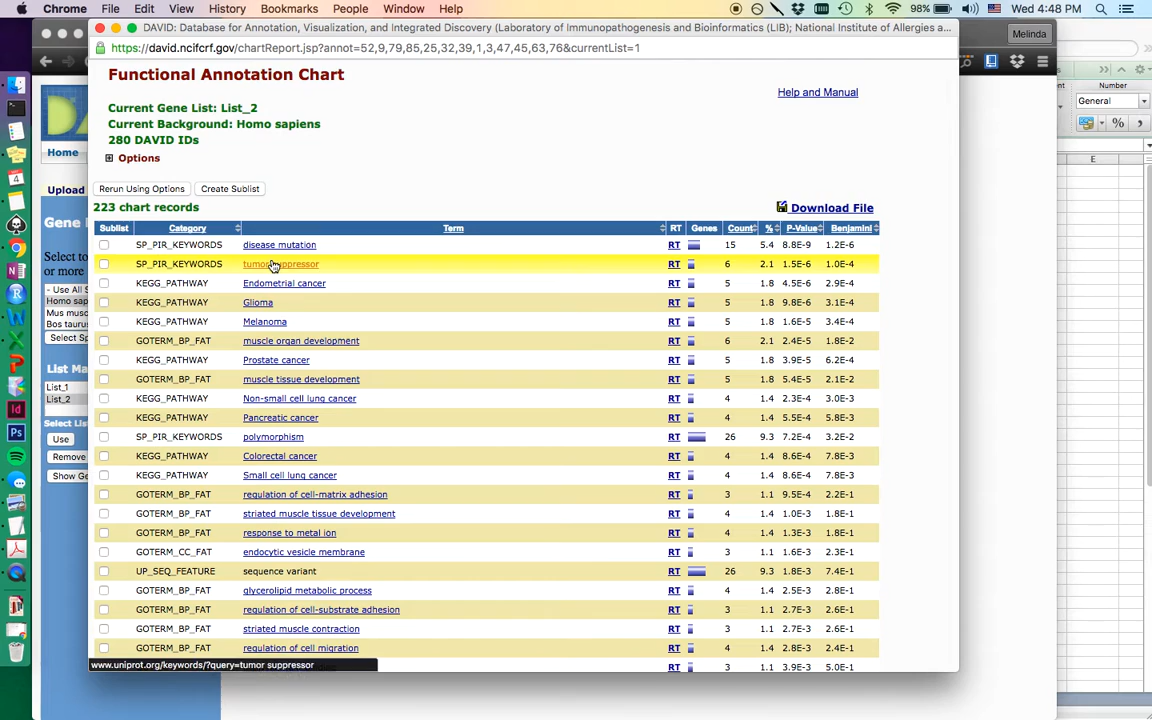 Chrome File Edit View History Bookmarks People Window Help 98% Wed 4:48 PM
DAVID: Database for Annotation, Visualization, and Integrated Discovery (Laboratory of Immunopathogenesis and Bioinformatics (LIB); National Institute of Allergies a...
Melinda
https://david.ncifcrf.gov/chartReport.jsp?annot=52,9,79,85,25,32,39,1,3,47,45,63,76&currentList=1
Functional Annotation Chart
Help and Manual
Current Gene List: List_2
Current Background: Homo sapiens
280 DAVID IDs
Options
Rerun Using Options Create Sublist
223 chart records
Download File
Sublist Category Term RT Genes Count % P-Value Benjamini
SP_PIR_KEYWORDS disease mutation RT 15 5.4 8.8E-9 1.2E-6
SP_PIR_KEYWORDS tumor suppressor RT 6 2.1 1.5E-6 1.0E-4
KEGG_PATHWAY Endometrial cancer RT 5 1.8 4.5E-6 2.9E-4
KEGG_PATHWAY Glioma RT 5 1.8 9.8E-6 3.1E-4
KEGG_PATHWAY Melanoma RT 5 1.8 1.6E-5 3.4E-4
GOTERM_BP_FAT muscle organ development RT 6 2.1 2.4E-5 1.8E-2
KEGG_PATHWAY Prostate cancer RT 5 1.8 3.9E-5 6.2E-4
GOTERM_BP_FAT muscle tissue development RT 5 1.8 5.4E-5 2.1E-2
KEGG_PATHWAY Non-small cell lung cancer RT 4 1.4 2.3E-4 3.0E-3
KEGG_PATHWAY Pancreatic cancer RT 4 1.4 5.5E-4 5.8E-3
SP_PIR_KEYWORDS polymorphism RT 26 9.3 7.2E-4 3.2E-2
KEGG_PATHWAY Colorectal cancer RT 4 1.4 8.6E-4 7.8E-3
KEGG_PATHWAY Small cell lung cancer RT 4 1.4 8.6E-4 7.8E-3
GOTERM_BP_FAT regulation of cell-matrix adhesion RT 3 1.1 9.5E-4 2.2E-1
GOTERM_BP_FAT striated muscle tissue development RT 4 1.4 1.0E-3 1.8E-1
GOTERM_BP_FAT response to metal ion RT 4 1.4 1.3E-3 1.8E-1
GOTERM_CC_FAT endocytic vesicle membrane RT 3 1.1 1.6E-3 2.3E-1
UP_SEQ_FEATURE sequence variant RT 26 9.3 1.8E-3 7.4E-1
GOTERM_BP_FAT glycerolipid metabolic process RT 4 1.4 2.5E-3 2.8E-1
GOTERM_BP_FAT regulation of cell-substrate adhesion RT 3 1.1 2.7E-3 2.6E-1
GOTERM_BP_FAT striated muscle contraction RT 3 1.1 2.7E-3 2.6E-1
GOTERM_BP_FAT regulation of cell migration RT 4 1.4 2.8E-3 2.4E-1
RT 3 1.1 3.9E-3 5.0E-1
www.uniprot.org/keywords/?query=tumor suppressor
Home
Upload
Gene
Select to
or more
- Use All S
Homo sap
Mus musc
Bos tauru
Select Sp
List Ma
List_1
List_2
Select List
Use
Remove
Show Ge
Number
General
%
E